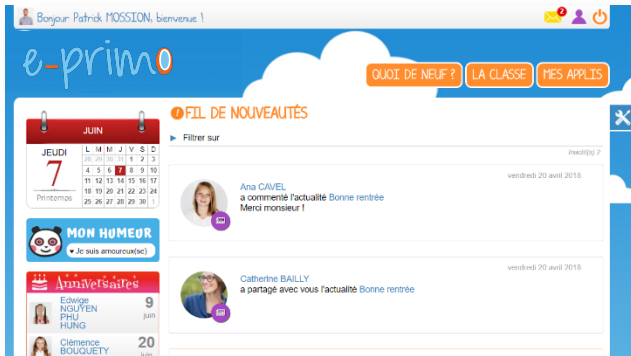 Bonjour Patrick MOSSION, bienvenue !
2
e-primo
QUOI DE NEUF ?
LA CLASSE
MES APPLIS
JUIN
JEUDI
7
Printemps
L M M J V S D
28 29 30 31 1 2 3
4 5 6 7 8 9 10
11 12 13 14 15 16 17
18 19 20 21 22 23 24
25 26 27 28 29 30 1
MON HUMEUR
Je suis amoureux(se)
Anniversaires
Edwige
NGUYEN
PHU
HUNG
9
juin
Clémence
BOUQUETY
20
juin
FIL DE NOUVEAUTÉS
Filtrer sur
Inactif(s) ?
vendredi 20 avril 2018
Ana CAVEL
a commenté l'actualité Bonne rentrée
Merci monsieur !
vendredi 20 avril 2018
Catherine BAILLY
a partagé avec vous l'actualité Bonne rentrée